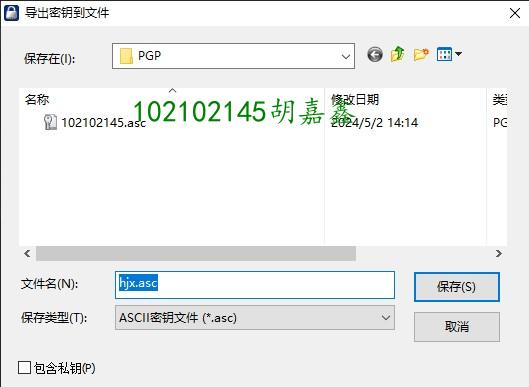 导出密钥到文件
保存在(I):
PGP
名称
修改日期
类型
102102145.asc
2024/5/2 14:14
PG
102102145胡嘉鑫
文件名(N):
hjx.asc
保存(S)
保存类型(T):
ASCII密钥文件 (*.asc)
取消
包含私钥(P)